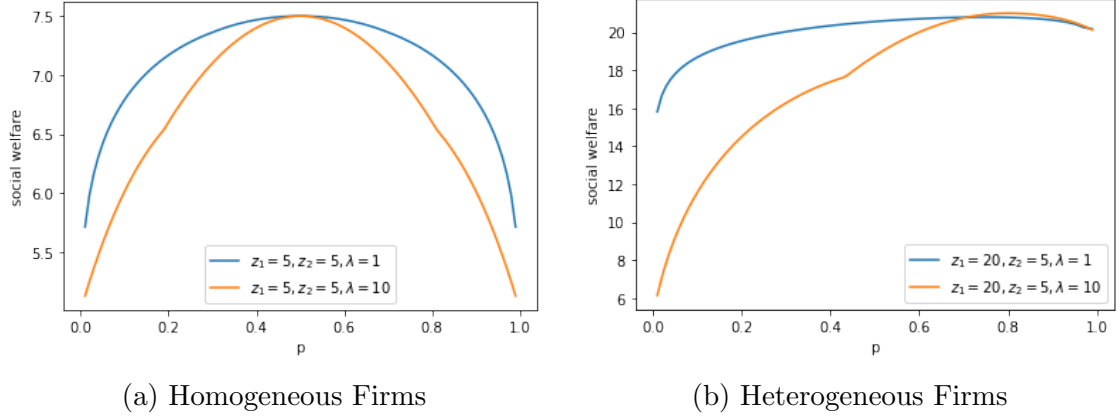 7.5
7.0
6.5
6.0
5.5
social welfare
0.0 0.2 0.4 0.6 0.8 1.0
p
z₁ = 5, z₂ = 5, λ = 1
z₁ = 5, z₂ = 5, λ = 10
(a) Homogeneous Firms
20
18
16
14
12
10
8
6
social welfare
0.0 0.2 0.4 0.6 0.8 1.0
p
z₁ = 20, z₂ = 5, λ = 1
z₁ = 20, z₂ = 5, λ = 10
(b) Heterogeneous Firms